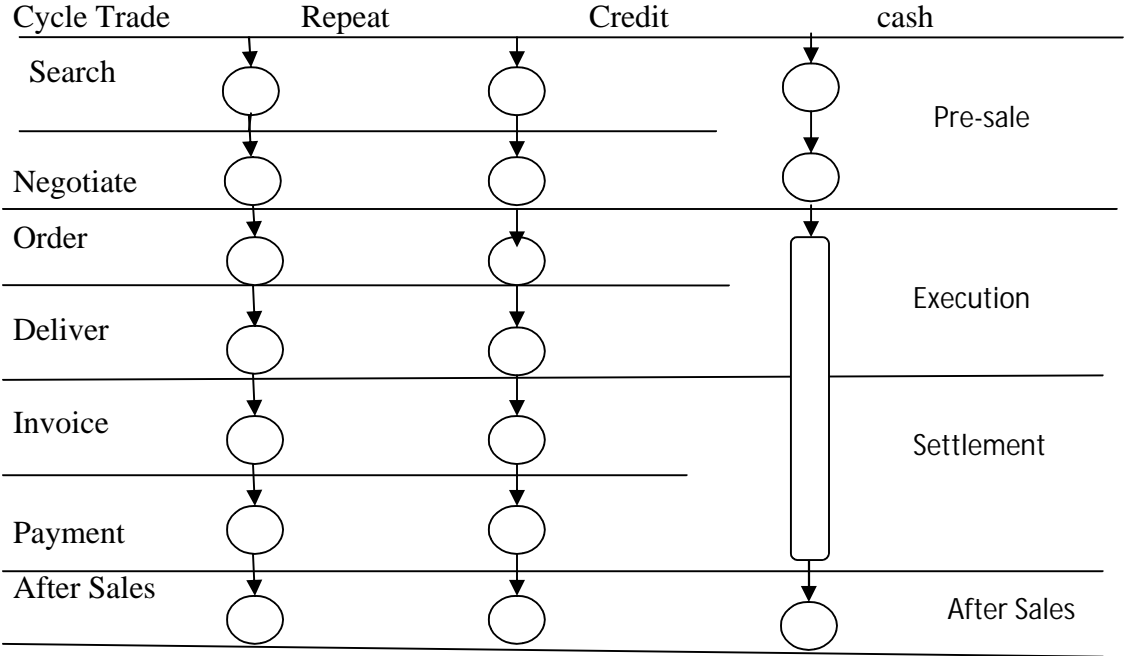 Cycle Trade Repeat Credit cash
Search
Pre-sale
Negotiate
Order
Execution
Deliver
Invoice
Settlement
Payment
After Sales
After Sales